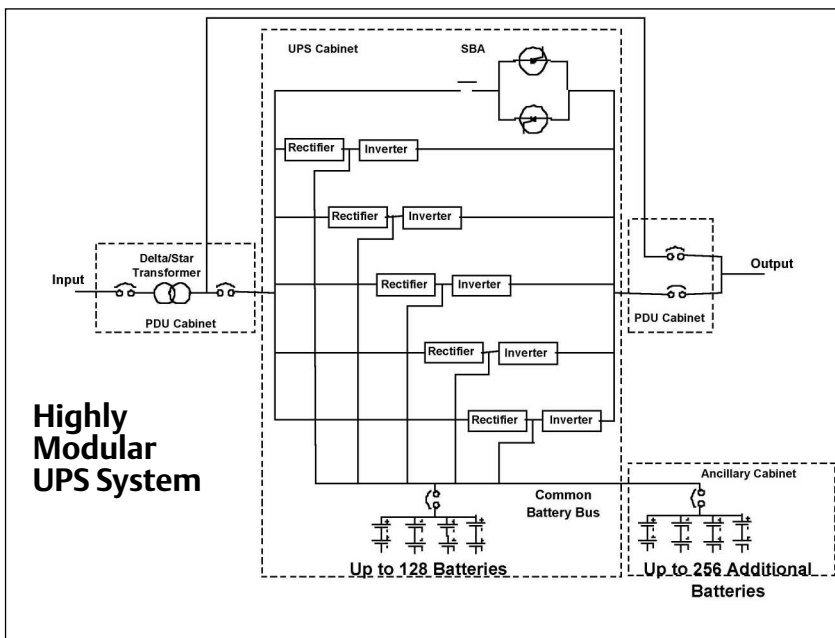 UPS Cabinet
SBA
Rectifier
Inverter
Rectifier
Inverter
Delta/Star
Transformer
Input
Rectifier
Inverter
Output
PDU Cabinet
PDU Cabinet
Rectifier
Inverter
Highly
Modular
UPS System
Rectifier
Inverter
Ancillary Cabinet
Common
Battery Bus
Up to 128 Batteries
Up to 256 Additional
Batteries